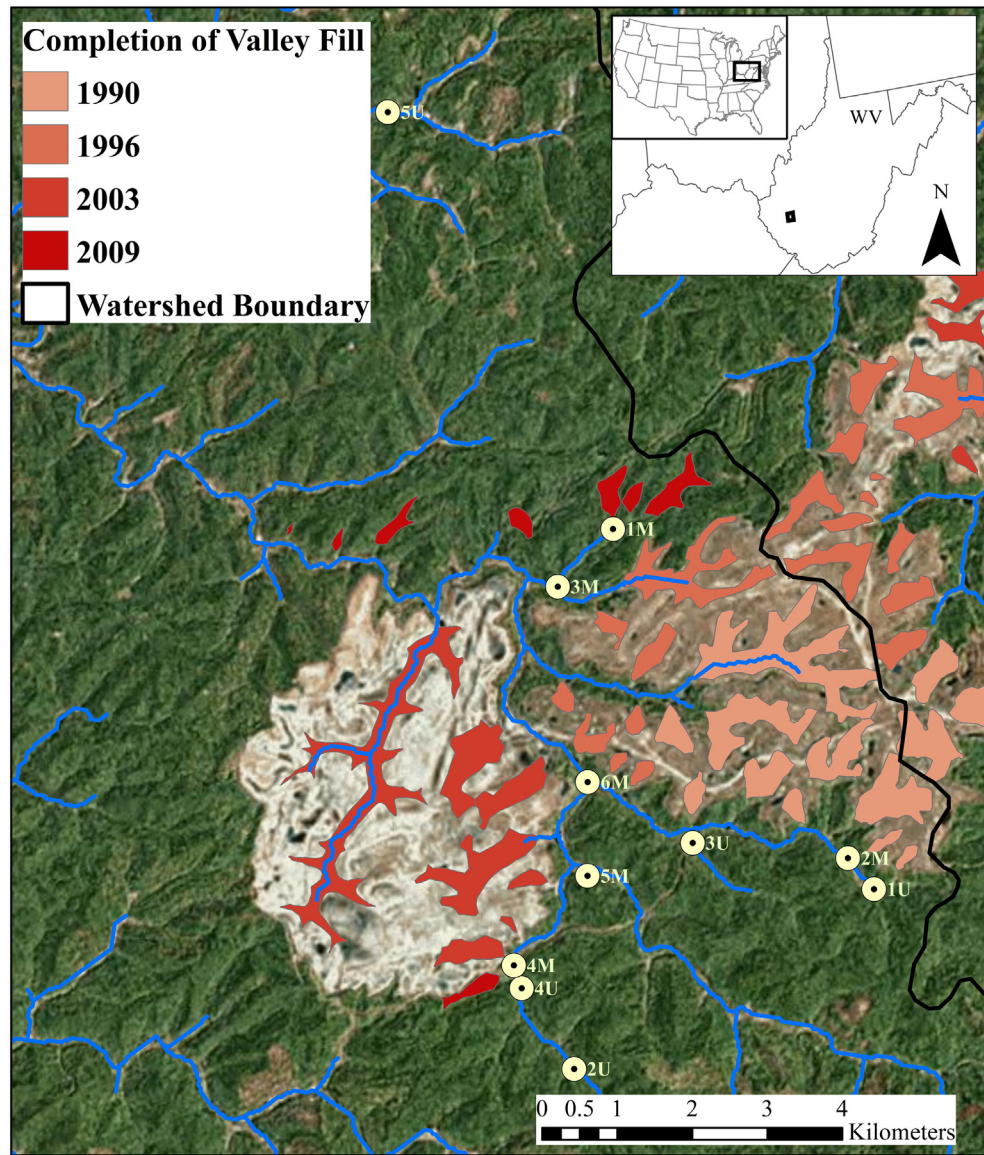 Completion of Valley Fill
1990
1996
2003
2009
Watershed Boundary
WV
N
5U
1M
3M
6M
3U
2M
5M
1U
4M
4U
2U
0 0.5 1 2 3 4
Kilometers